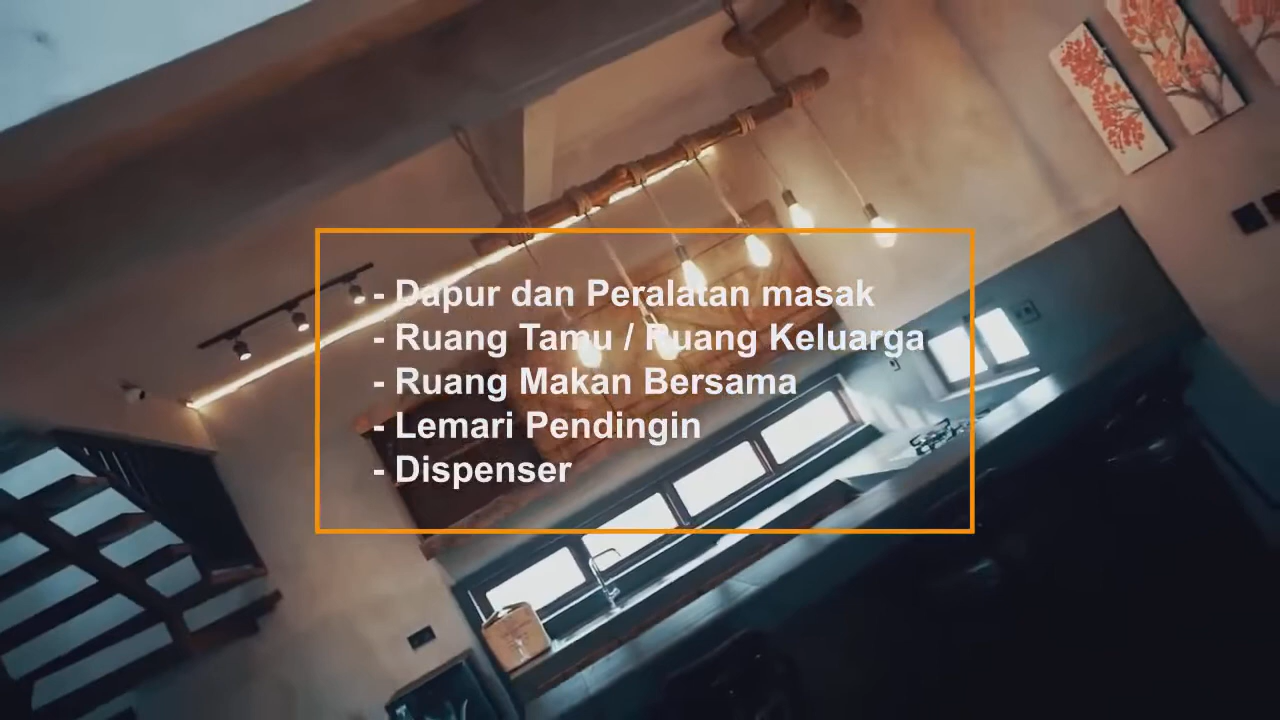 - Dapur dan Peralatan masak
- Ruang Tamu / Ruang Keluarga
- Ruang Makan Bersama
- Lemari Pendingin
- Dispenser